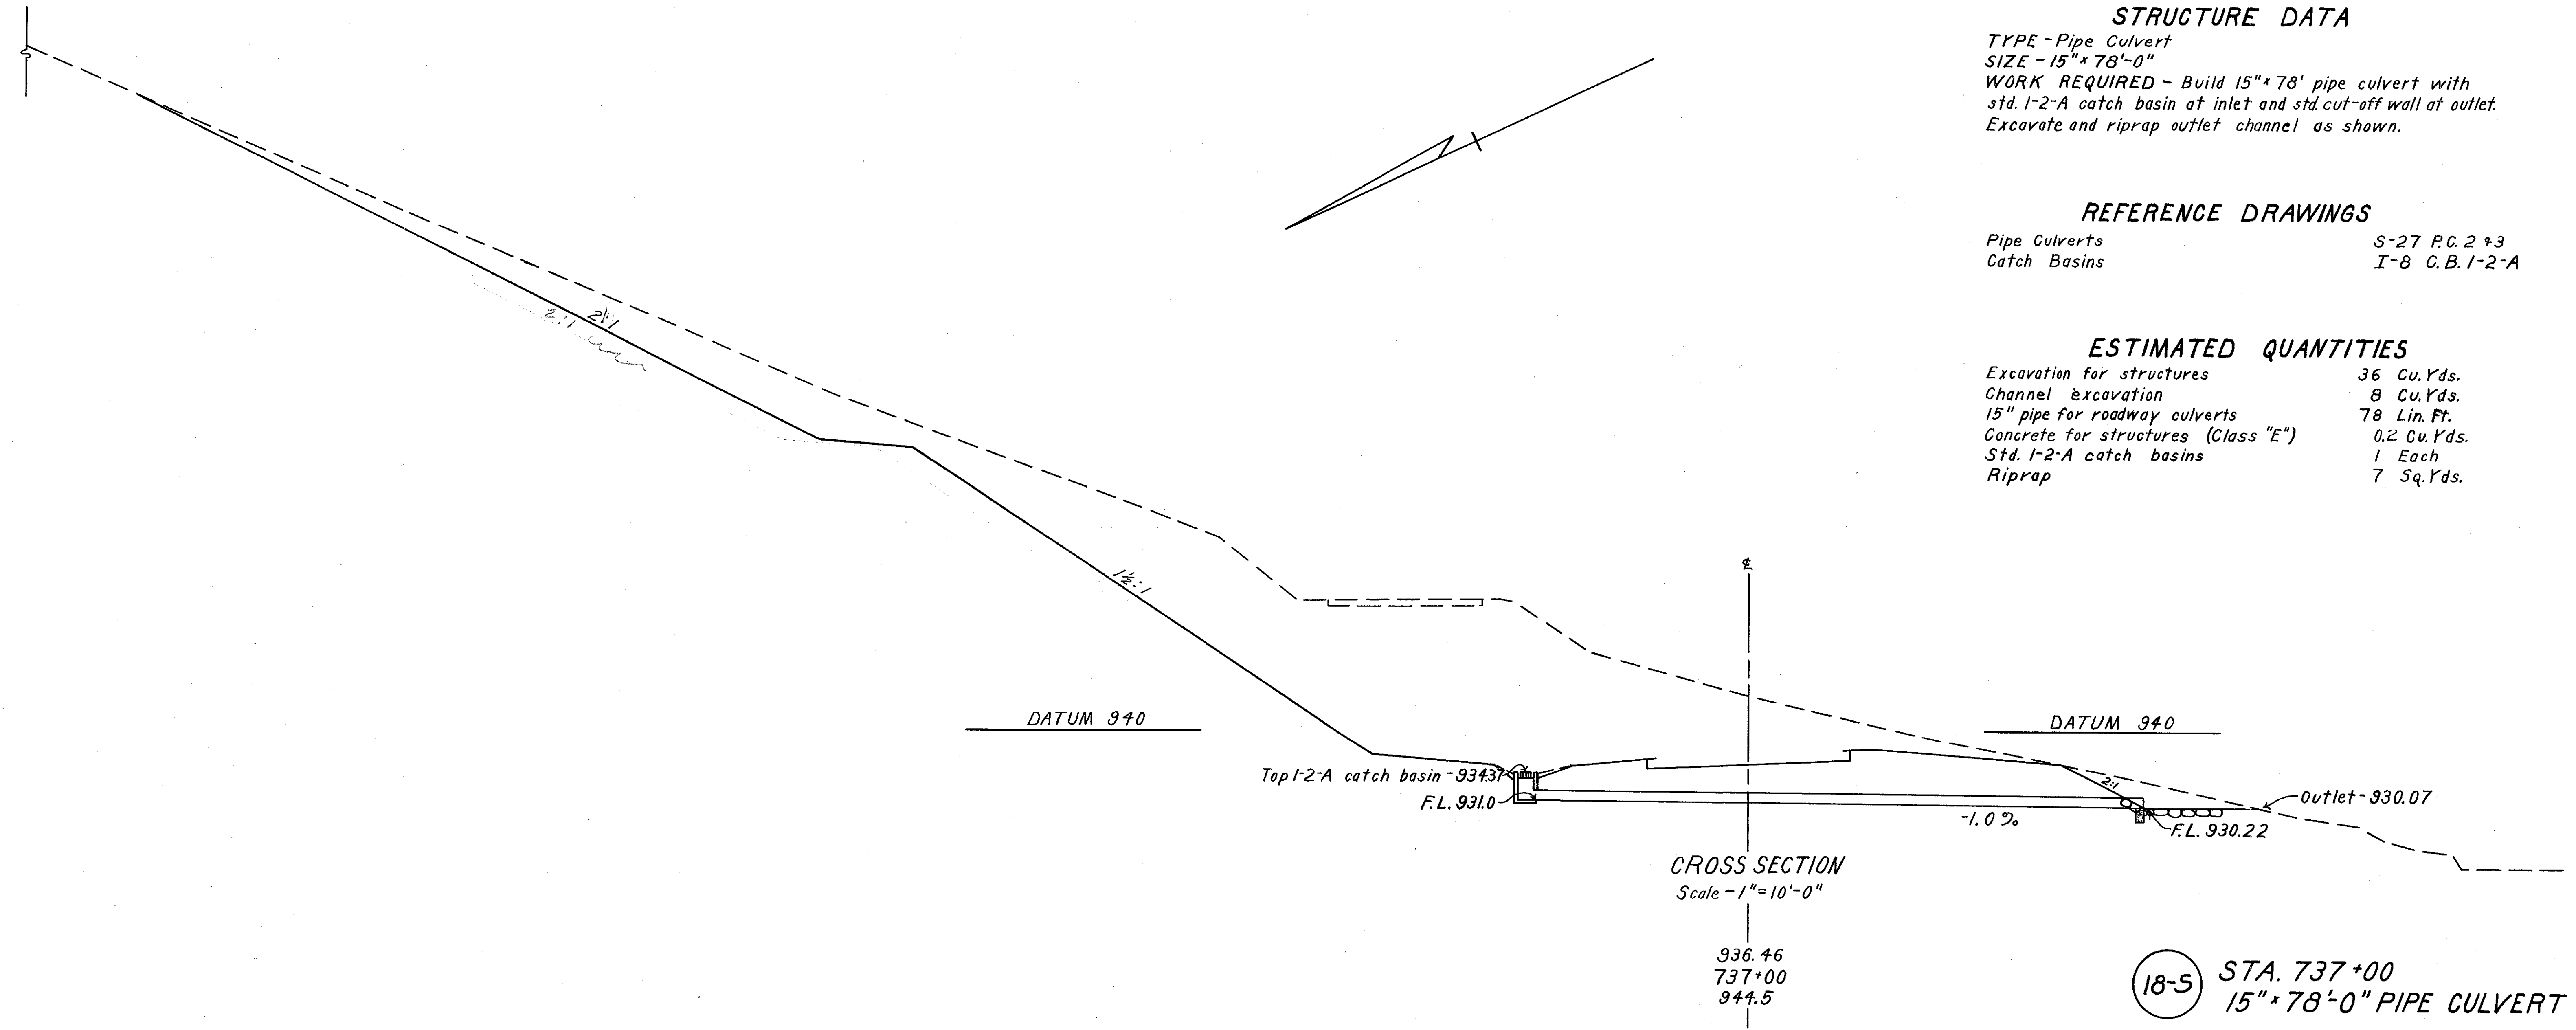 STRUCTURE DATA
TYPE - Pipe Culvert
SIZE - 15" x 78'-0"
WORK REQUIRED - Build 15" x 78' pipe culvert with
std. 1-2-A catch basin at inlet and std. cut-off wall at outlet.
Excavate and riprap outlet channel as shown.
REFERENCE DRAWINGS
Pipe Culverts S-27 P.C. 2 & 3
Catch Basins I-8 C.B. 1-2-A
ESTIMATED QUANTITIES
Excavation for structures 36 Cu. Yds.
Channel excavation 8 Cu. Yds.
15" pipe for roadway culverts 78 Lin. Ft.
Concrete for structures (Class "E") 0.2 Cu. Yds.
Std. 1-2-A catch basins 1 Each
Riprap 7 Sq. Yds.
2:1
2:1
1½:1
℄
DATUM 940
DATUM 940
Top 1-2-A catch basin - 934.37
F.L. 931.0
2:1
Outlet - 930.07
-1.0 %
F.L. 930.22
CROSS SECTION
Scale - 1" = 10'-0"
936.46
737+00
944.5
18-S
STA. 737+00
15" x 78'-0" PIPE CULVERT